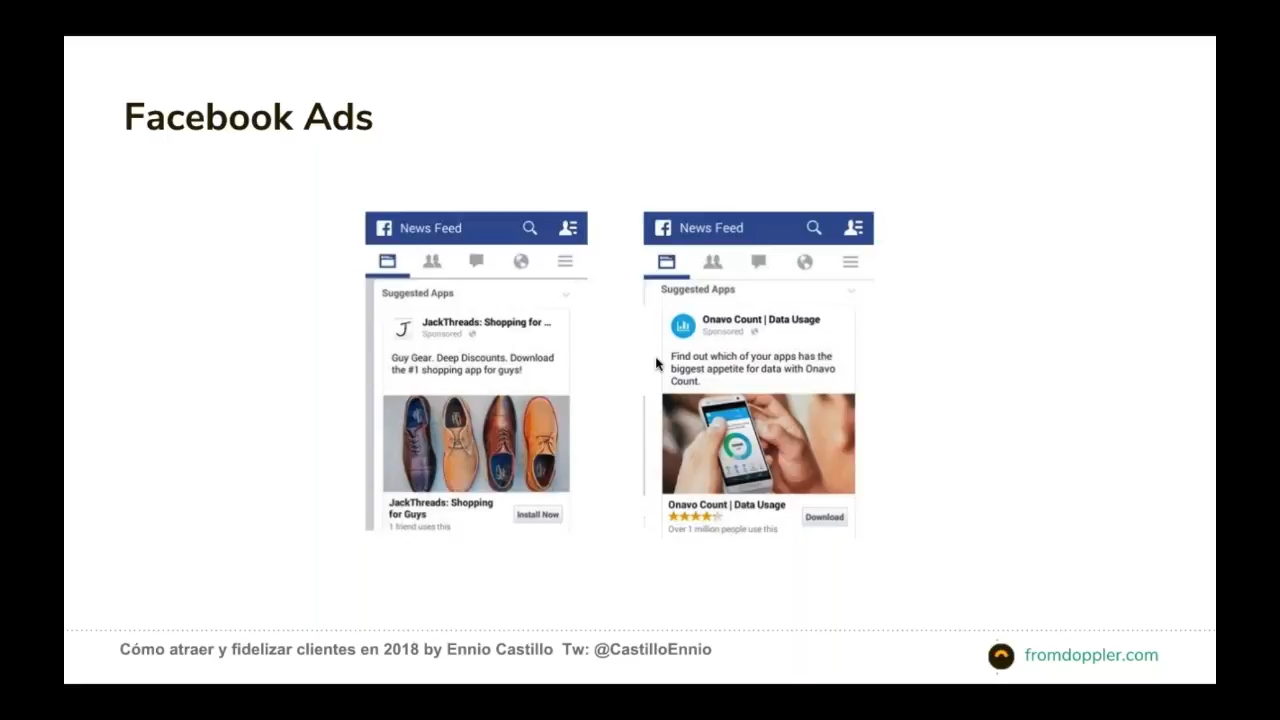 Facebook Ads
News Feed
Suggested Apps
JackThreads: Shopping for ...
Sponsored
Guy Gear. Deep Discounts. Download
the #1 shopping app for guys!
JackThreads: Shopping
for Guys
1 friend uses this
Install Now
News Feed
Suggested Apps
Onavo Count | Data Usage
Sponsored
Find out which of your apps has the
biggest appetite for data with Onavo
Count.
Onavo Count | Data Usage
Over 1 million people use this
Download
Cómo atraer y fidelizar clientes en 2018 by Ennio Castillo Tw: @CastilloEnnio
fromdoppler.com